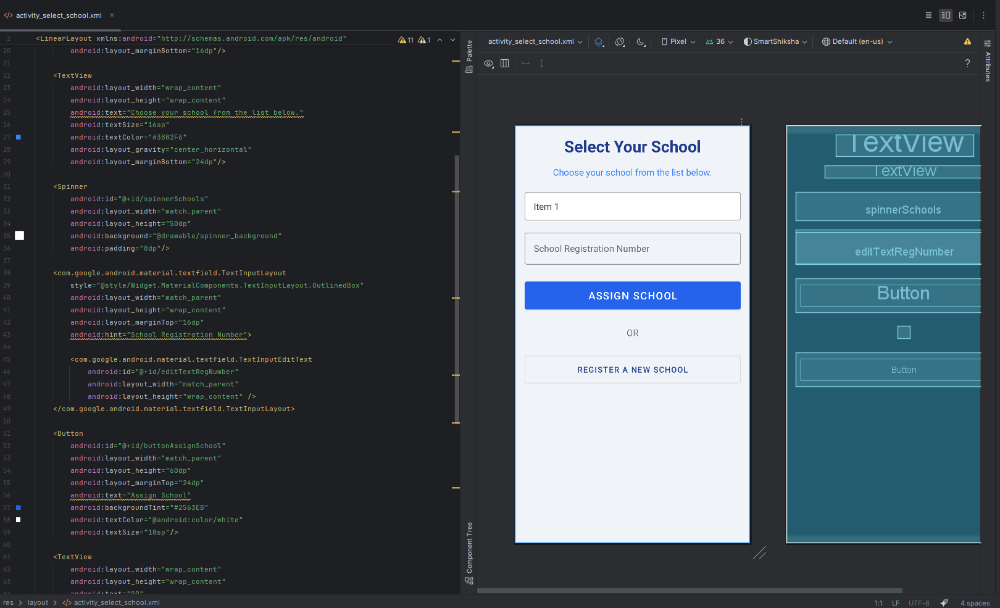 activity_select_school.xml
2 <LinearLayout xmlns:android="http://schemas.android.com/apk/res/android" 11 1
20 android:layout_marginBottom="16dp"/>
21
22 <TextView
23 android:layout_width="wrap_content"
24 android:layout_height="wrap_content"
25 android:text="Choose your school from the list below."
26 android:textSize="16sp"
27 android:textColor="#3B82F6"
28 android:layout_gravity="center_horizontal"
29 android:layout_marginBottom="24dp"/>
30
31 <Spinner
32 android:id="@+id/spinnerSchools"
33 android:layout_width="match_parent"
34 android:layout_height="50dp"
35 android:background="@drawable/spinner_background"
36 android:padding="8dp"/>
37
38 <com.google.android.material.textfield.TextInputLayout
39 style="@style/Widget.MaterialComponents.TextInputLayout.OutlinedBox"
40 android:layout_width="match_parent"
41 android:layout_height="wrap_content"
42 android:layout_marginTop="16dp"
43 android:hint="School Registration Number">
44
45 <com.google.android.material.textfield.TextInputEditText
46 android:id="@+id/editTextRegNumber"
47 android:layout_width="match_parent"
48 android:layout_height="wrap_content" />
49 </com.google.android.material.textfield.TextInputLayout>
50
51 <Button
52 android:id="@+id/buttonAssignSchool"
53 android:layout_width="match_parent"
54 android:layout_height="60dp"
55 android:layout_marginTop="24dp"
56 android:text="Assign School"
57 android:backgroundTint="#2563EB"
58 android:textColor="@android:color/white"
59 android:textSize="18sp"/>
60
61 <TextView
62 android:layout_width="wrap_content"
63 android:layout_height="wrap_content"
android:text="OR"
Palette
Component Tree
activity_select_school.xml Pixel 36 SmartShiksha Default (en-us)
?
Attributes
Select Your School
Choose your school from the list below.
Item 1
School Registration Number
ASSIGN SCHOOL
OR
REGISTER A NEW SCHOOL
TextView
TextView
spinnerSchools
editTextRegNumber
Button
Button
res > layout > activity_select_school.xml
1:1 LF UTF-8 4 spaces